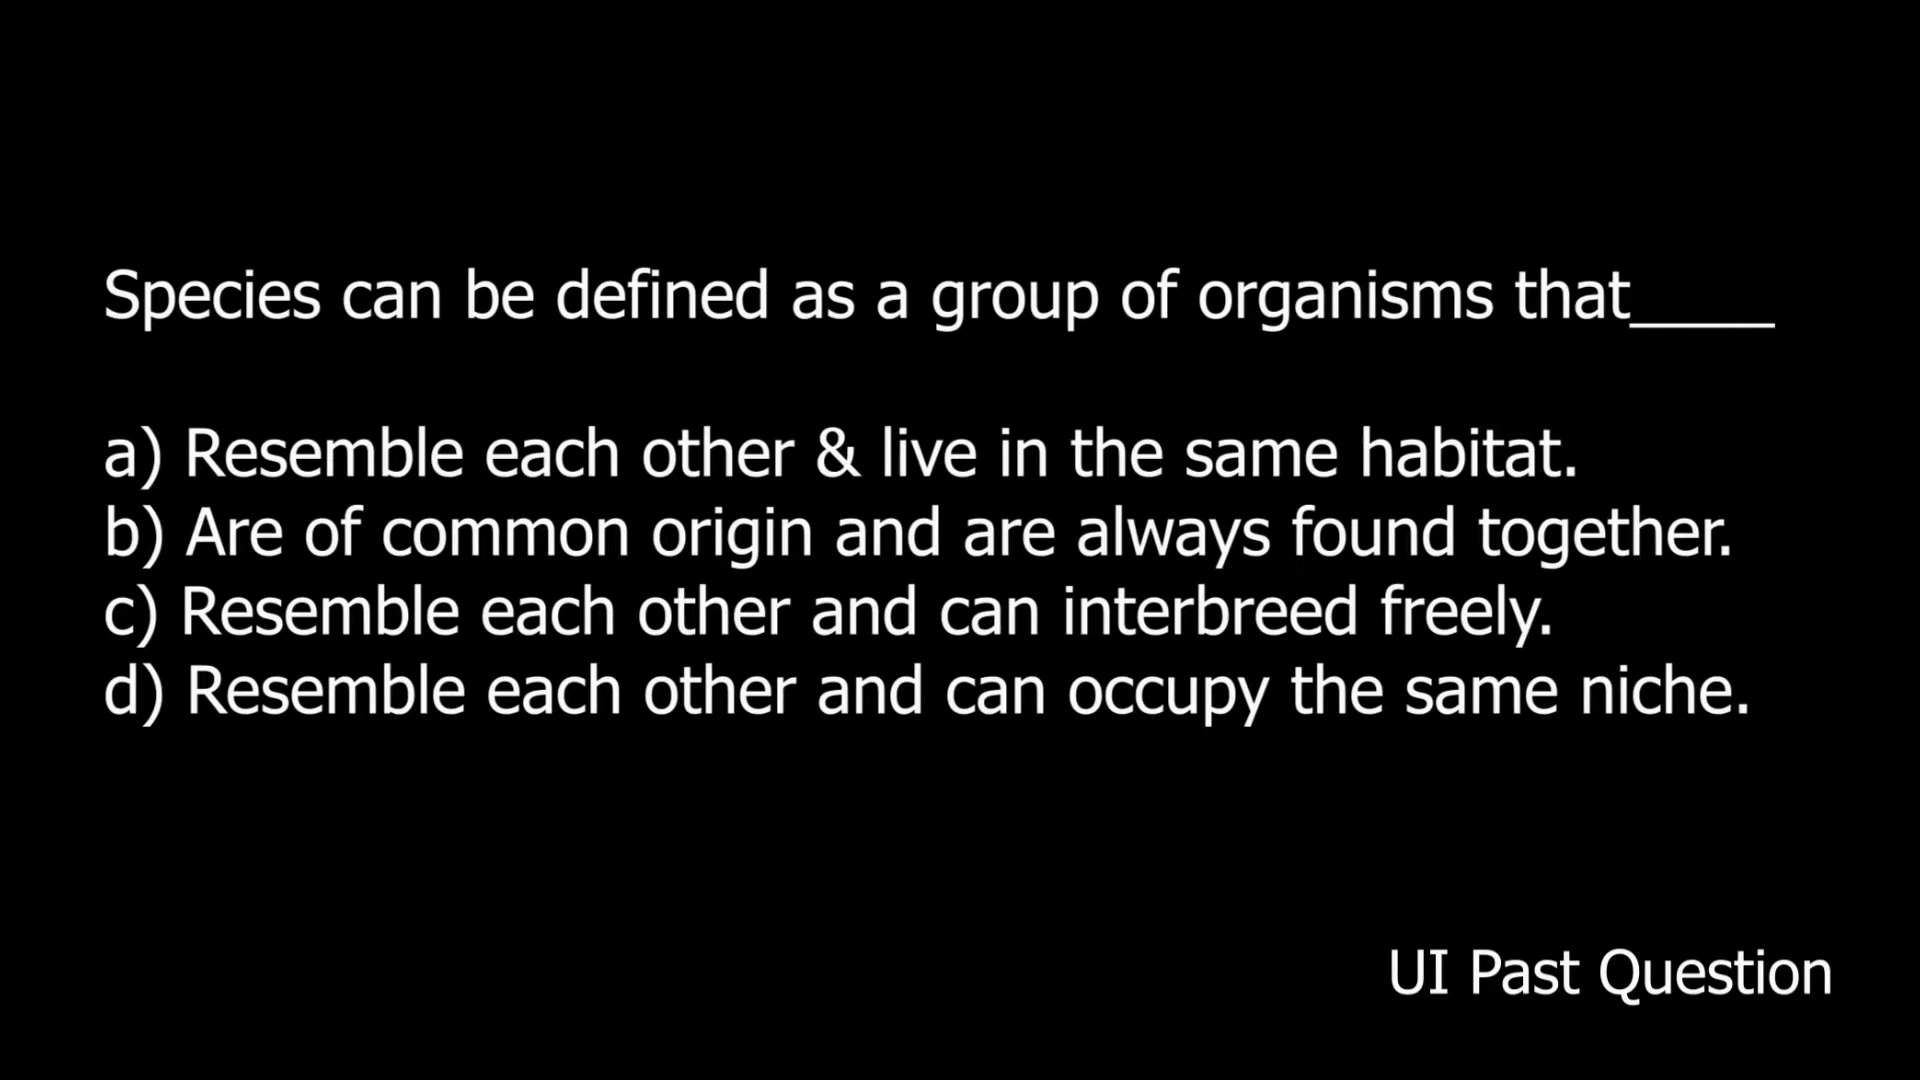 Species can be defined as a group of organisms that____
a) Resemble each other & live in the same habitat.
b) Are of common origin and are always found together.
c) Resemble each other and can interbreed freely.
d) Resemble each other and can occupy the same niche.
UI Past Question